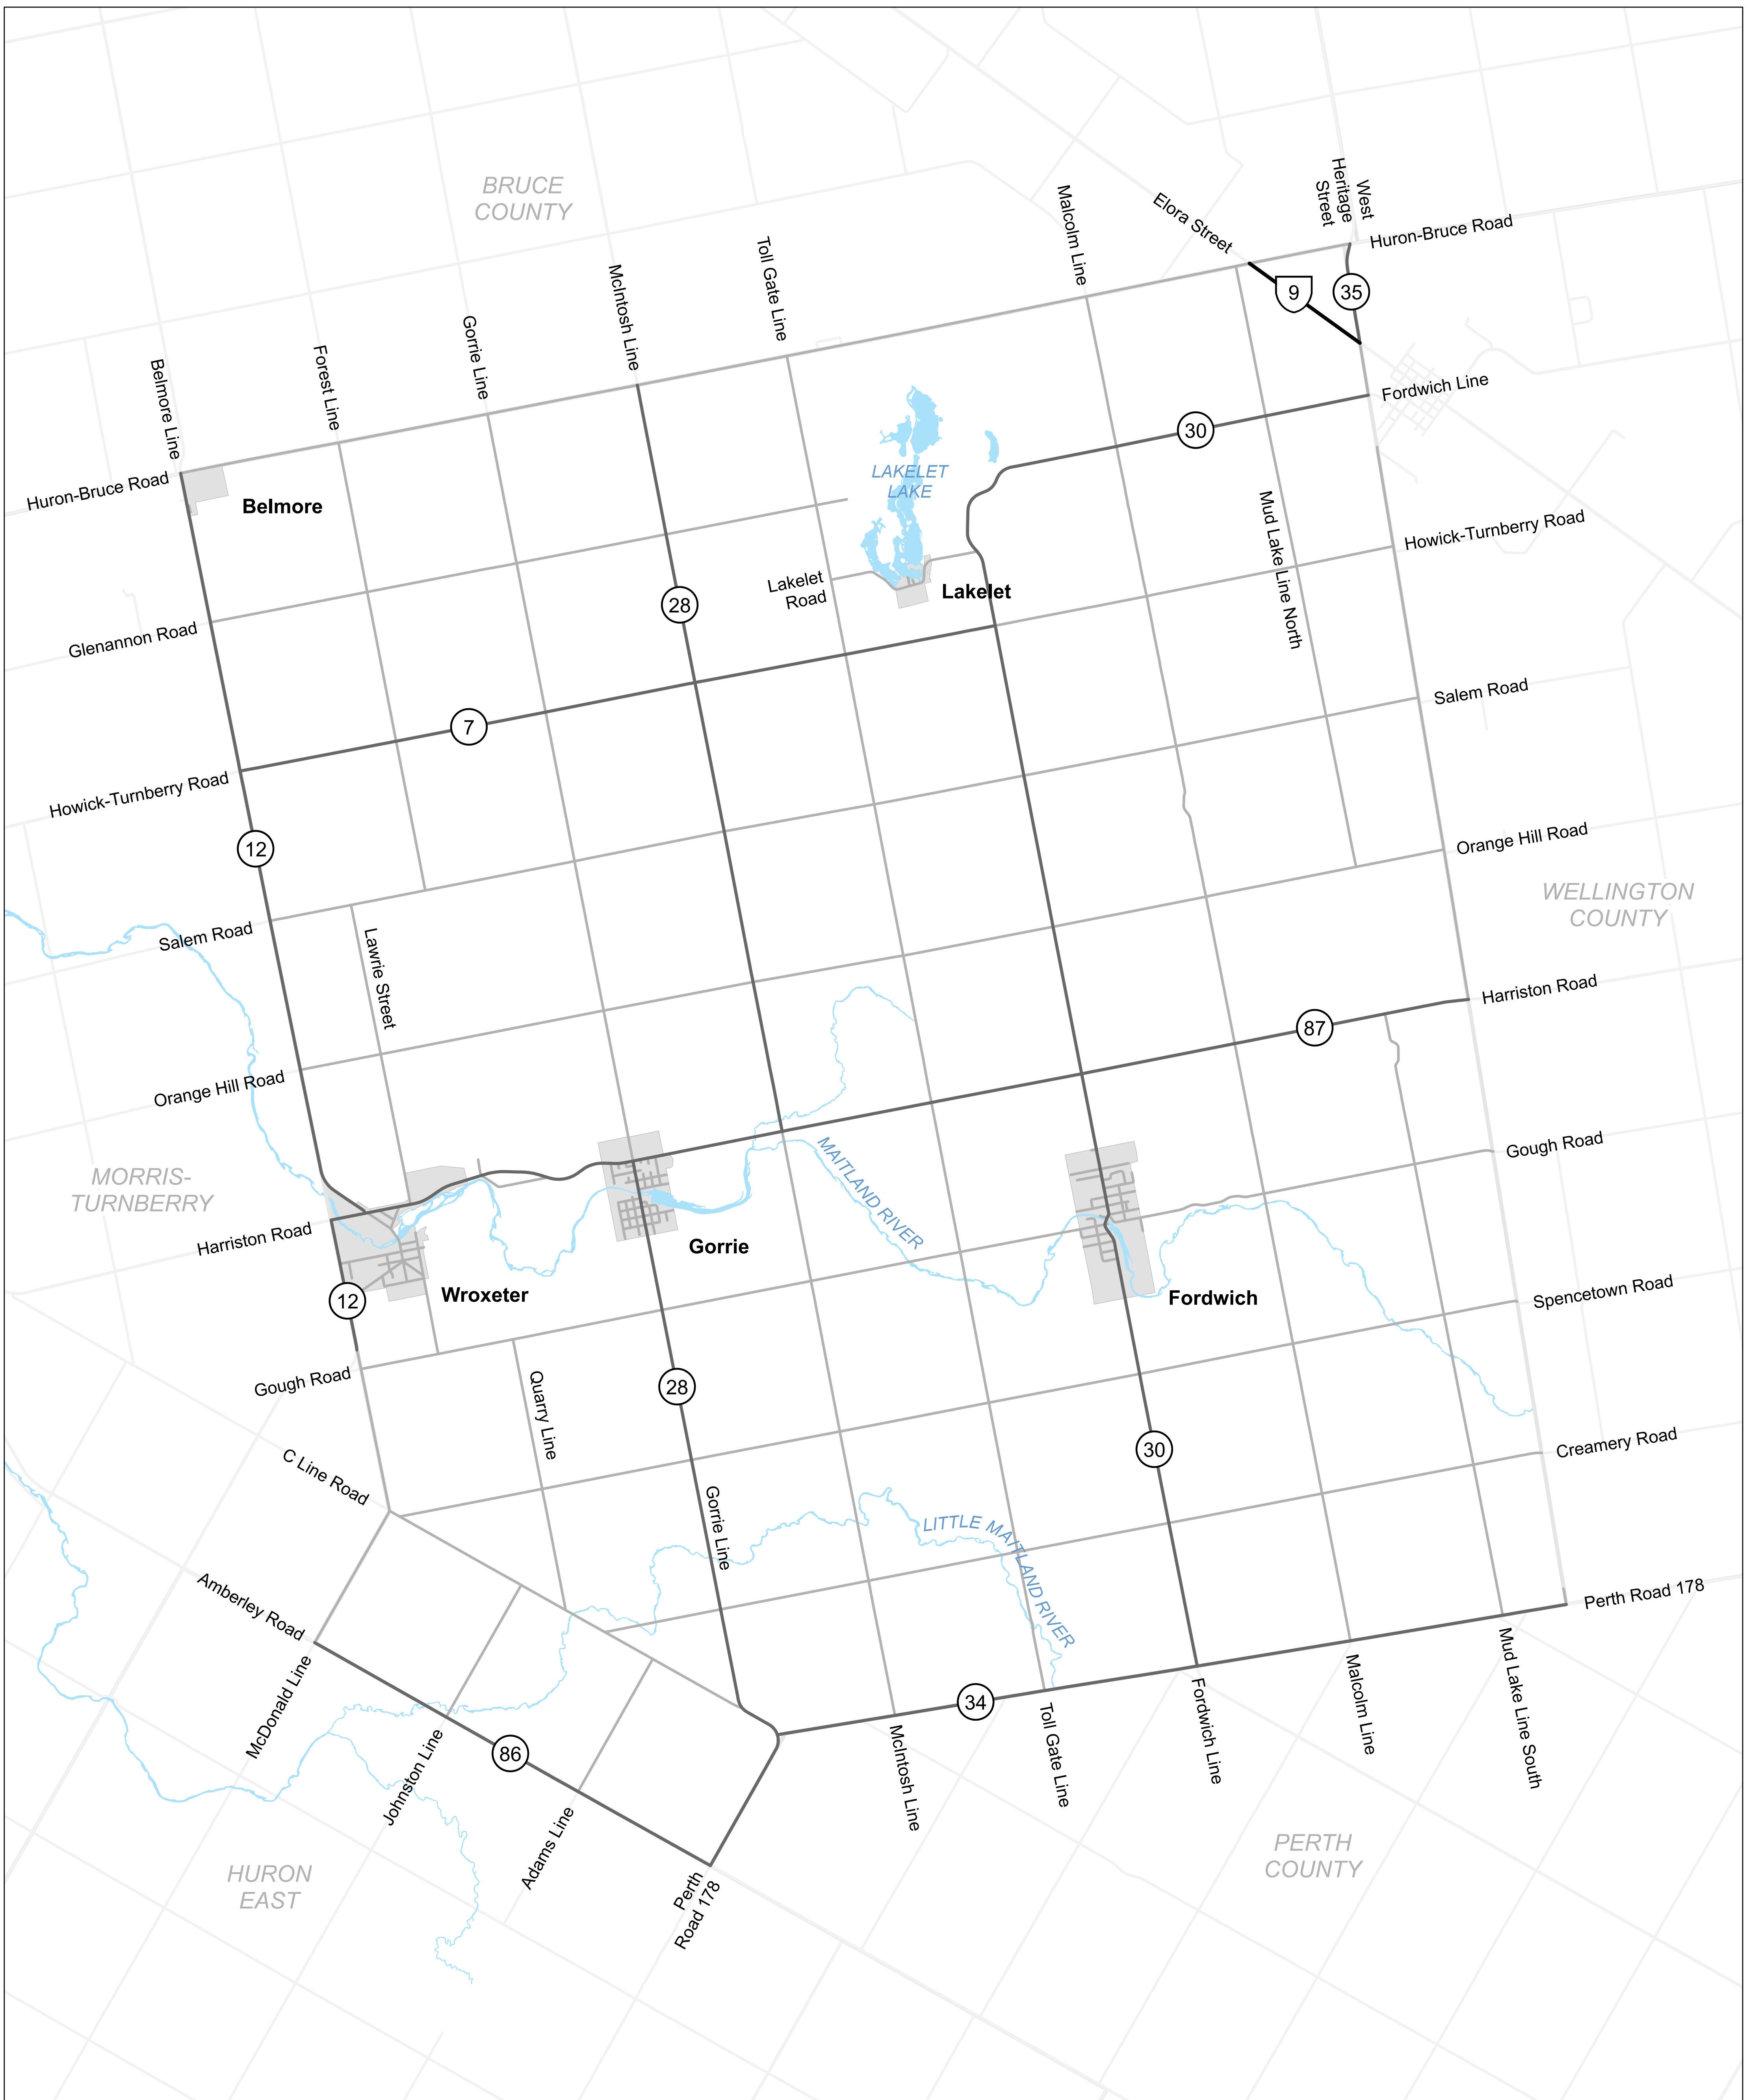 BRUCE
COUNTY
West
Heritage
Street
Elora Street
Malcolm Line
Huron-Bruce Road
Toll Gate Line
McIntosh Line
9
35
Gorrie Line
Forest Line
Belmore Line
Fordwich Line
30
LAKELET
LAKE
Huron-Bruce Road
Belmore
Mud Lake Line North
Howick-Turnberry Road
Lakelet
Road
Lakelet
28
Glenannon Road
Salem Road
7
Howick-Turnberry Road
12
Orange Hill Road
WELLINGTON
COUNTY
Salem Road
Lawrie Street
Harriston Road
87
Orange Hill Road
Gough Road
MORRIS-
TURNBERRY
MAITLAND RIVER
Harriston Road
Gorrie
Wroxeter
Fordwich
Spencetown Road
12
Gough Road
28
Quarry Line
30
Creamery Road
C Line Road
Gorrie Line
LITTLE MAITLAND RIVER
Amberley Road
Perth Road 178
McDonald Line
Johnston Line
86
Adams Line
34
McIntosh Line
Toll Gate Line
Fordwich Line
Malcolm Line
Mud Lake Line South
HURON
EAST
Perth
Road 178
PERTH
COUNTY